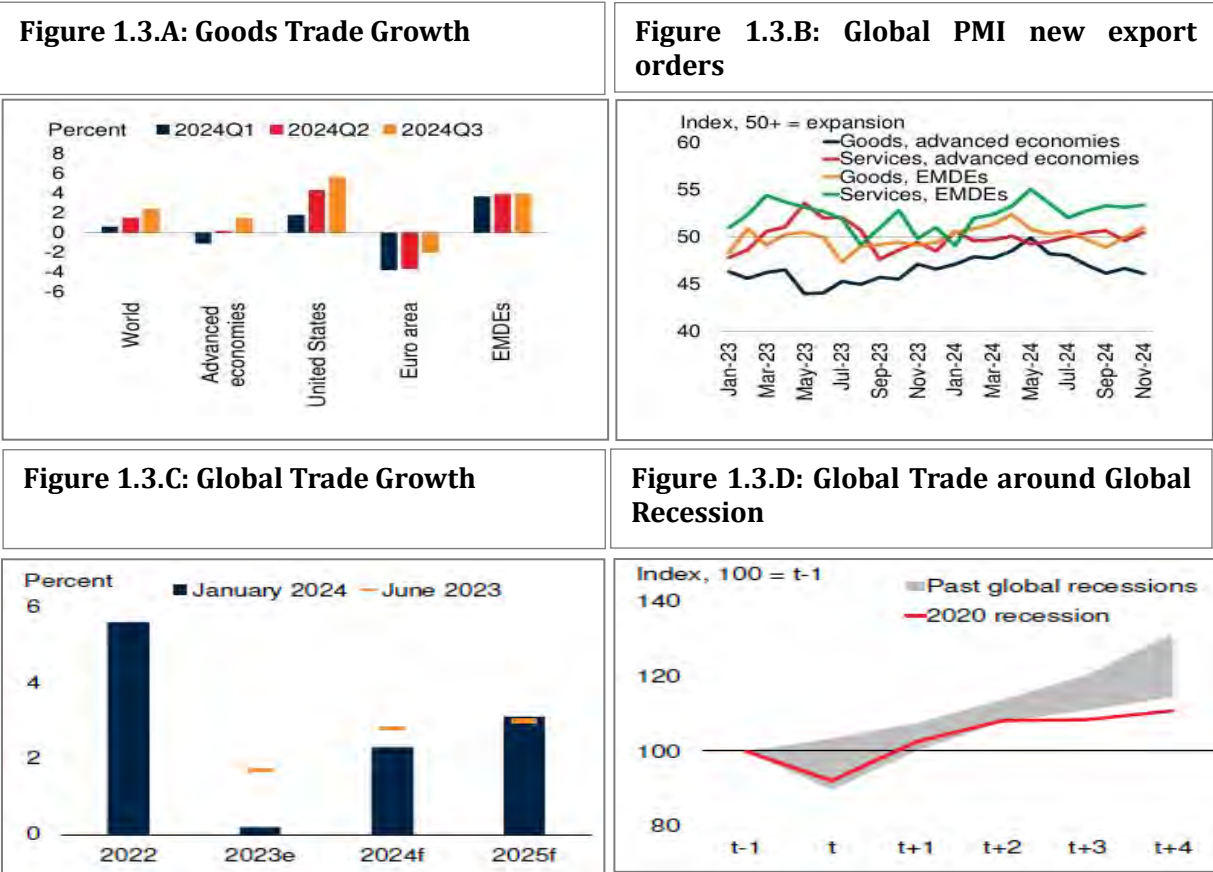 Figure 1.3.A: Goods Trade Growth
Figure 1.3.B: Global PMI new export
orders
Percent 2024Q1 2024Q2 2024Q3
8
6
4
2
0
-2
-4
-6
World
Advanced
economies
United States
Euro area
EMDEs
Index, 50+ = expansion
60
Goods, advanced economies
Services, advanced economies
Goods, EMDEs
Services, EMDEs
55
50
45
40
Jan-23
Mar-23
May-23
Jul-23
Sep-23
Nov-23
Jan-24
Mar-24
May-24
Jul-24
Sep-24
Nov-24
Figure 1.3.C: Global Trade Growth
Figure 1.3.D: Global Trade around Global
Recession
Percent
January 2024 June 2023
6
4
2
0
2022 2023e 2024f 2025f
Index, 100 = t-1
140
Past global recessions
2020 recession
120
100
80
t-1 t t+1 t+2 t+3 t+4